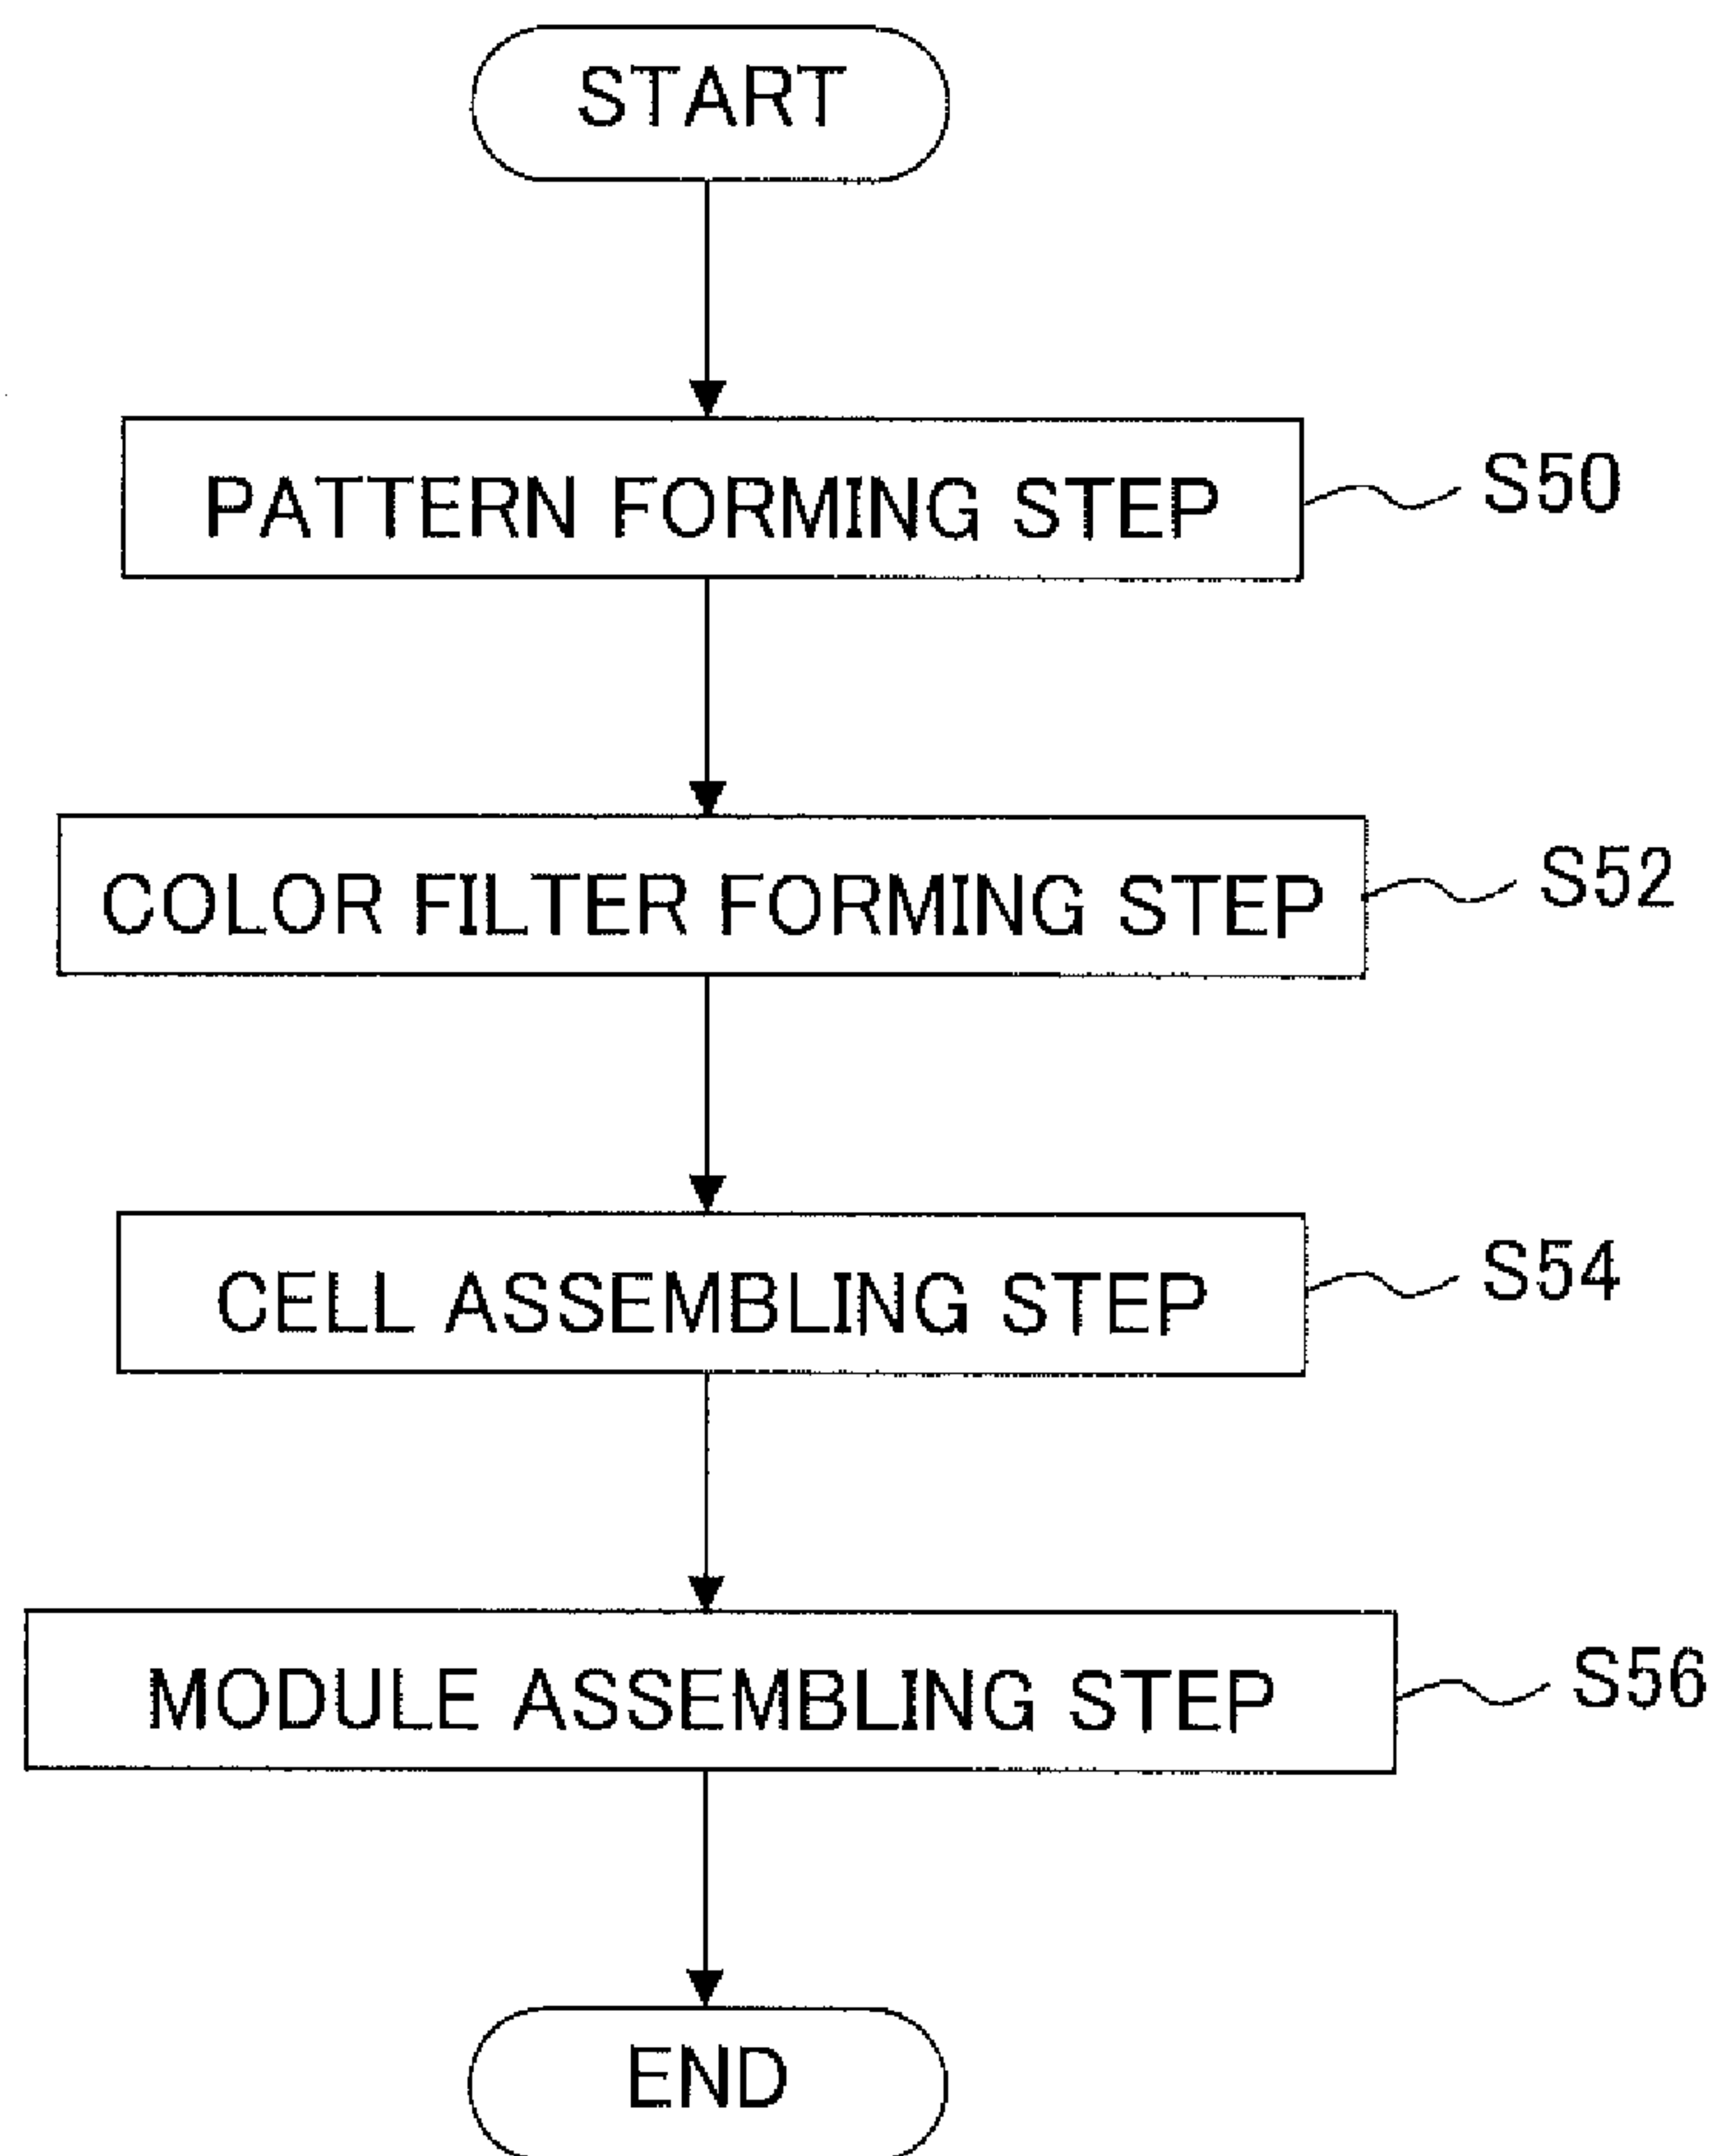 START
PATTERN FORMING STEP
S50
COLOR FILTER FORMING STEP
S52
CELL ASSEMBLING STEP
S54
MODULE ASSEMBLING STEP
S56
END